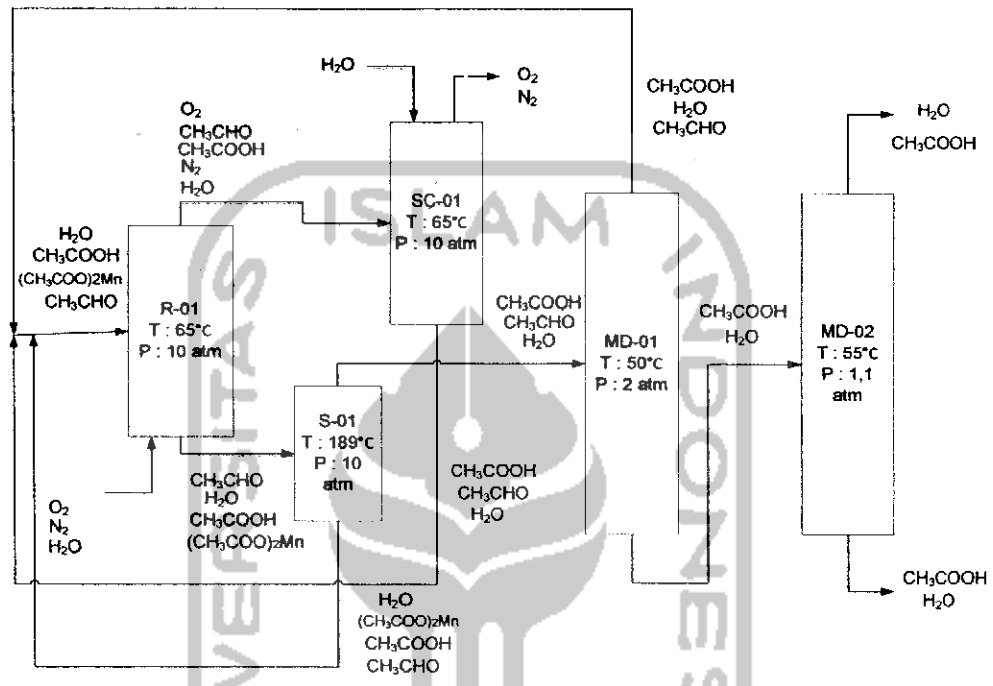 H₂O
O₂
N₂
CH₃COOH
H₂O
CH₃CHO
H₂O
CH₃COOH
O₂
CH₃CHO
CH₃COOH
N₂
H₂O
SC-01
T : 65°C
P : 10 atm
H₂O
CH₃COOH
(CH₃COO)2Mn
CH₃CHO
R-01
T : 65°C
P : 10 atm
CH₃COOH
CH₃CHO
H₂O
MD-01
T : 50°C
P : 2 atm
CH₃COOH
H₂O
MD-02
T : 55°C
P : 1,1
atm
S-01
T : 189°C
P : 10
atm
O₂
N₂
H₂O
CH₃CHO
H₂O
CH₃COOH
(CH₃COO)₂Mn
CH₃COOH
CH₃CHO
H₂O
H₂O
(CH₃COO)₂Mn
CH₃COOH
CH₃CHO
CH₃COOH
H₂O
ISLAM
VERSITAS
INDONES